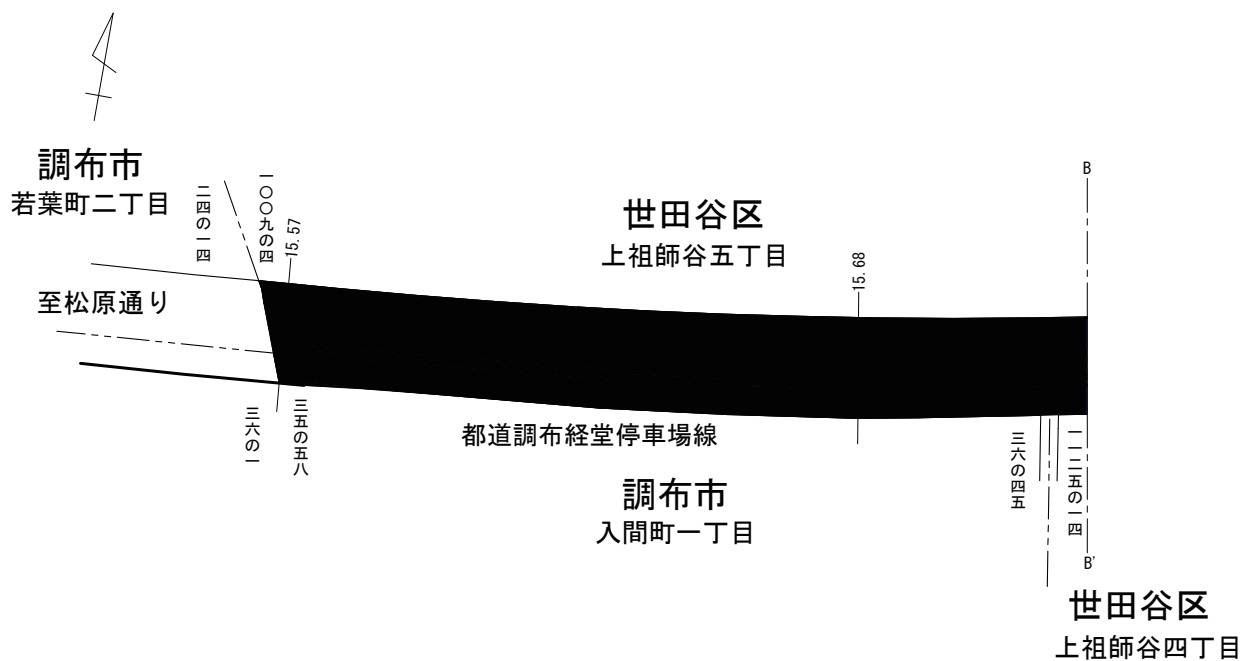 調布市
若葉町二丁目
二四の一四
一〇〇九の四
15.57
世田谷区
上祖師谷五丁目
15.68
B
至松原通り
三六の一
三五の五八
都道調布経堂停車場線
調布市
入間町一丁目
三六の四五
一一二五の一四
B'
世田谷区
上祖師谷四丁目